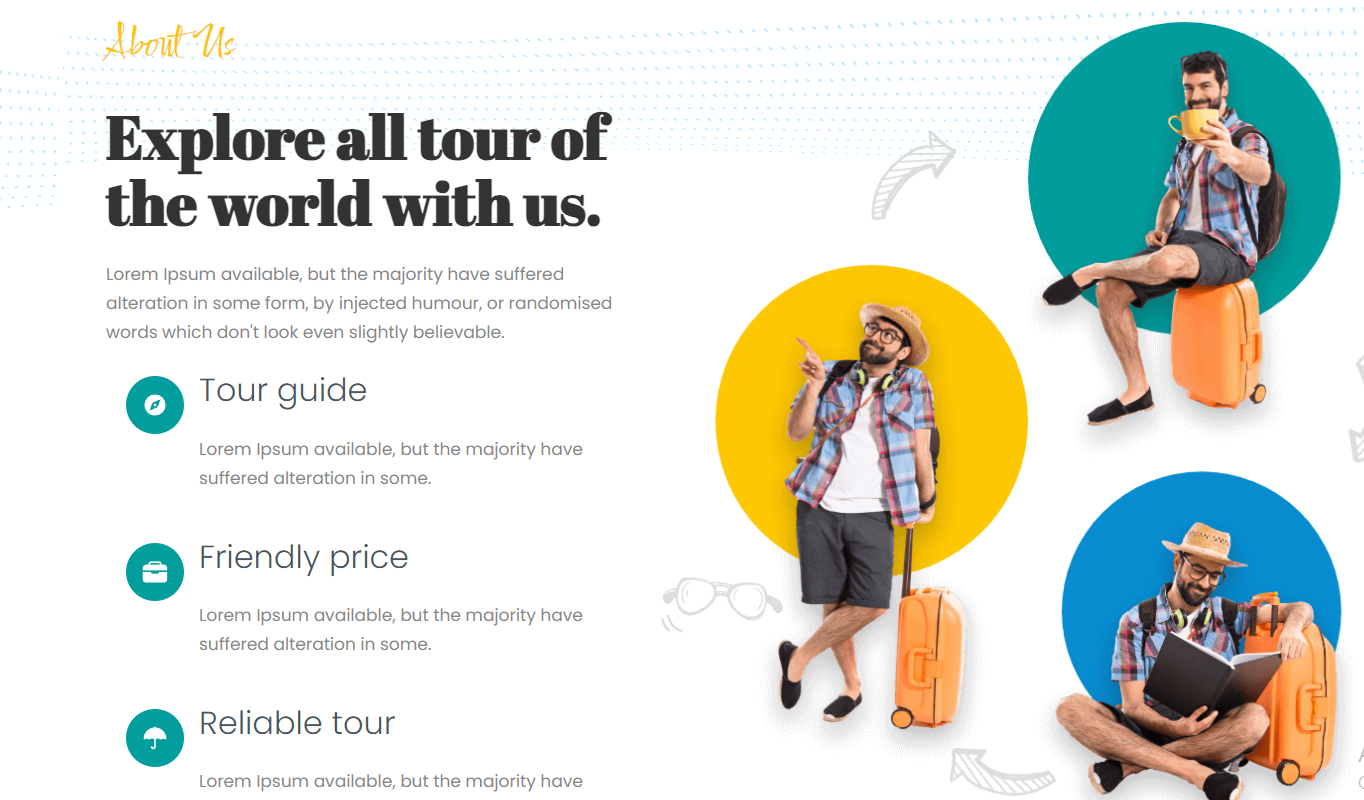 About Us
Explore all tour of
the world with us.
Lorem Ipsum available, but the majority have suffered
alteration in some form, by injected humour, or randomised
words which don't look even slightly believable.
Tour guide
Lorem Ipsum available, but the majority have
suffered alteration in some.
Friendly price
Lorem Ipsum available, but the majority have
suffered alteration in some.
Reliable tour
Lorem Ipsum available, but the majority have